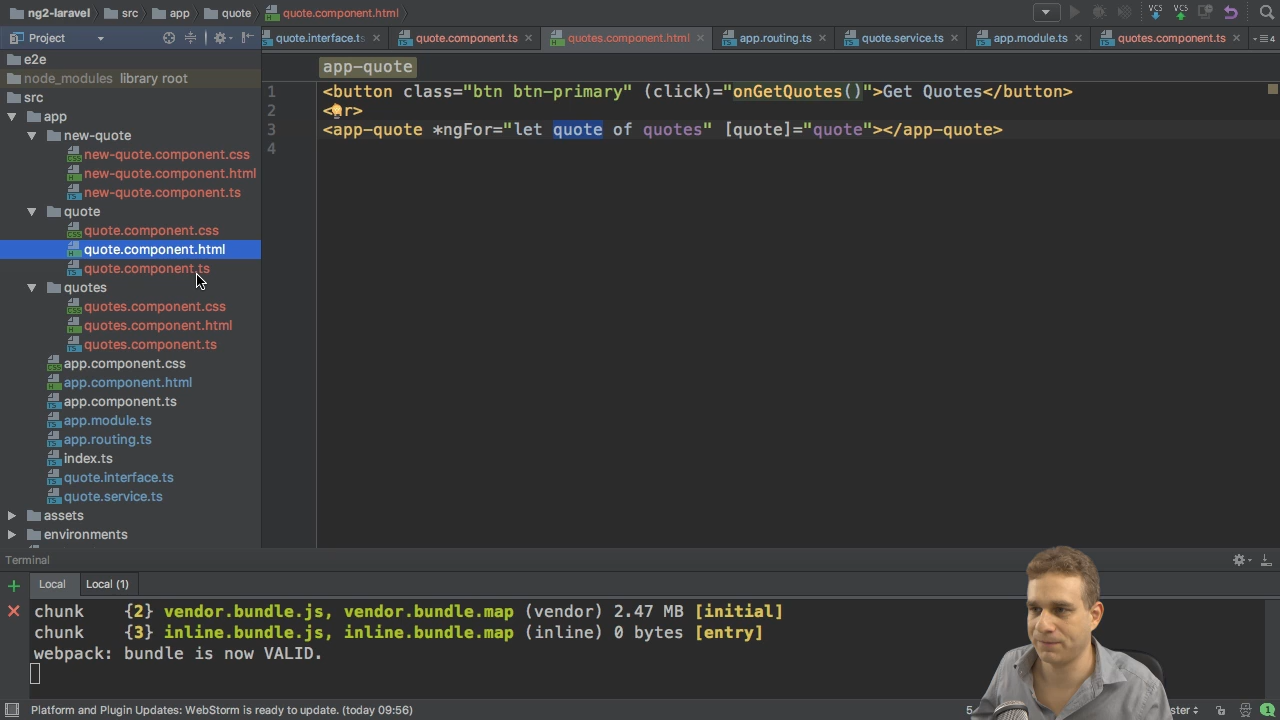 ng2-laravel src app quote quote.component.html
Project
quote.interface.ts quote.component.ts quotes.component.html app.routing.ts quote.service.ts app.module.ts quotes.component.ts 4
e2e
node_modules library root
src
app
new-quote
new-quote.component.css
new-quote.component.html
new-quote.component.ts
quote
quote.component.css
quote.component.html
quote.component.ts
quotes
quotes.component.css
quotes.component.html
quotes.component.ts
app.component.css
app.component.html
app.component.ts
app.module.ts
app.routing.ts
index.ts
quote.interface.ts
quote.service.ts
assets
environments
VCS VCS
app-quote
1 <button class="btn btn-primary" (click)="onGetQuotes()">Get Quotes</button>
2
3 <app-quote *ngFor="let quote of quotes" [quote]="quote"></app-quote>
4
Terminal
Local Local (1)
chunk {2} vendor.bundle.js, vendor.bundle.map (vendor) 2.47 MB [initial]
chunk {3} inline.bundle.js, inline.bundle.map (inline) 0 bytes [entry]
webpack: bundle is now VALID.
Platform and Plugin Updates: WebStorm is ready to update. (today 09:56)
1